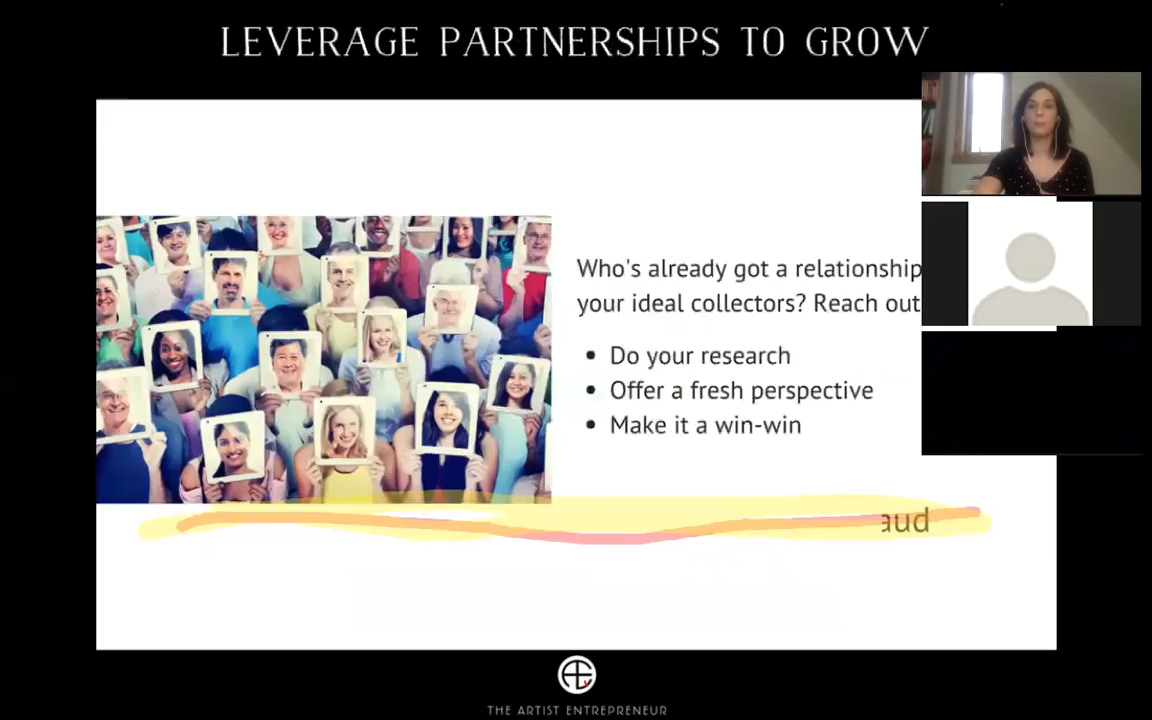 LEVERAGE PARTNERSHIPS TO GROW
Who's already got a relationship
your ideal collectors? Reach out
• Do your research
• Offer a fresh perspective
• Make it a win-win
aud
THE ARTIST ENTREPRENEUR